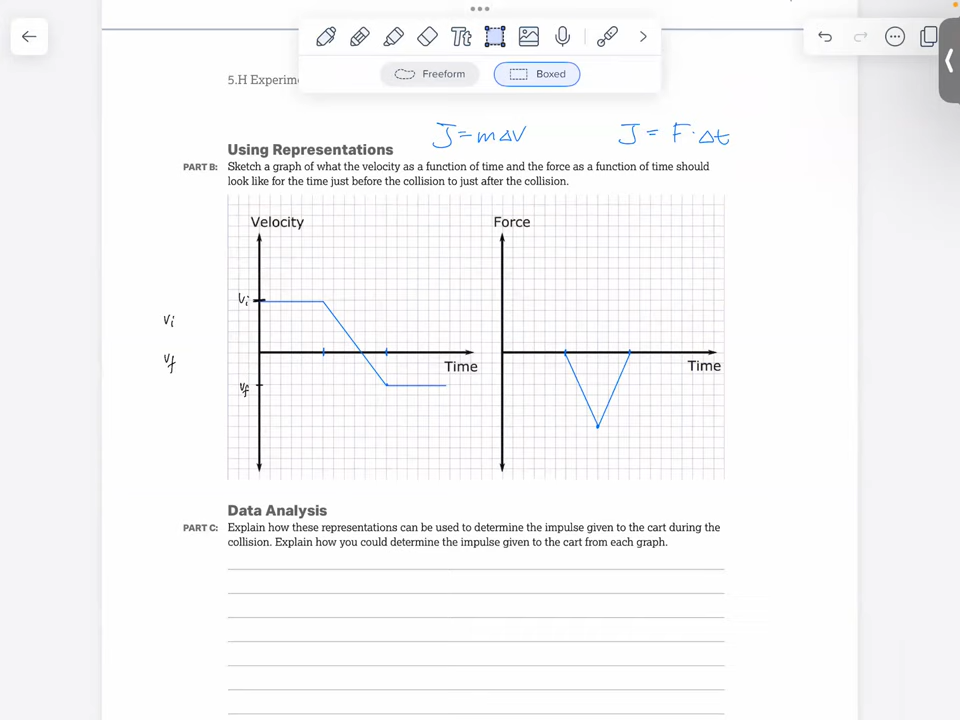 Tt
Freeform
Boxed
5.H Experim
J = mΔV
J = F·Δt
Using Representations
PART B: Sketch a graph of what the velocity as a function of time and the force as a function of time should
look like for the time just before the collision to just after the collision.
Velocity
Force
Vi
Vi
Time
Time
Vf
Vf
Data Analysis
PART C: Explain how these representations can be used to determine the impulse given to the cart during the
collision. Explain how you could determine the impulse given to the cart from each graph.